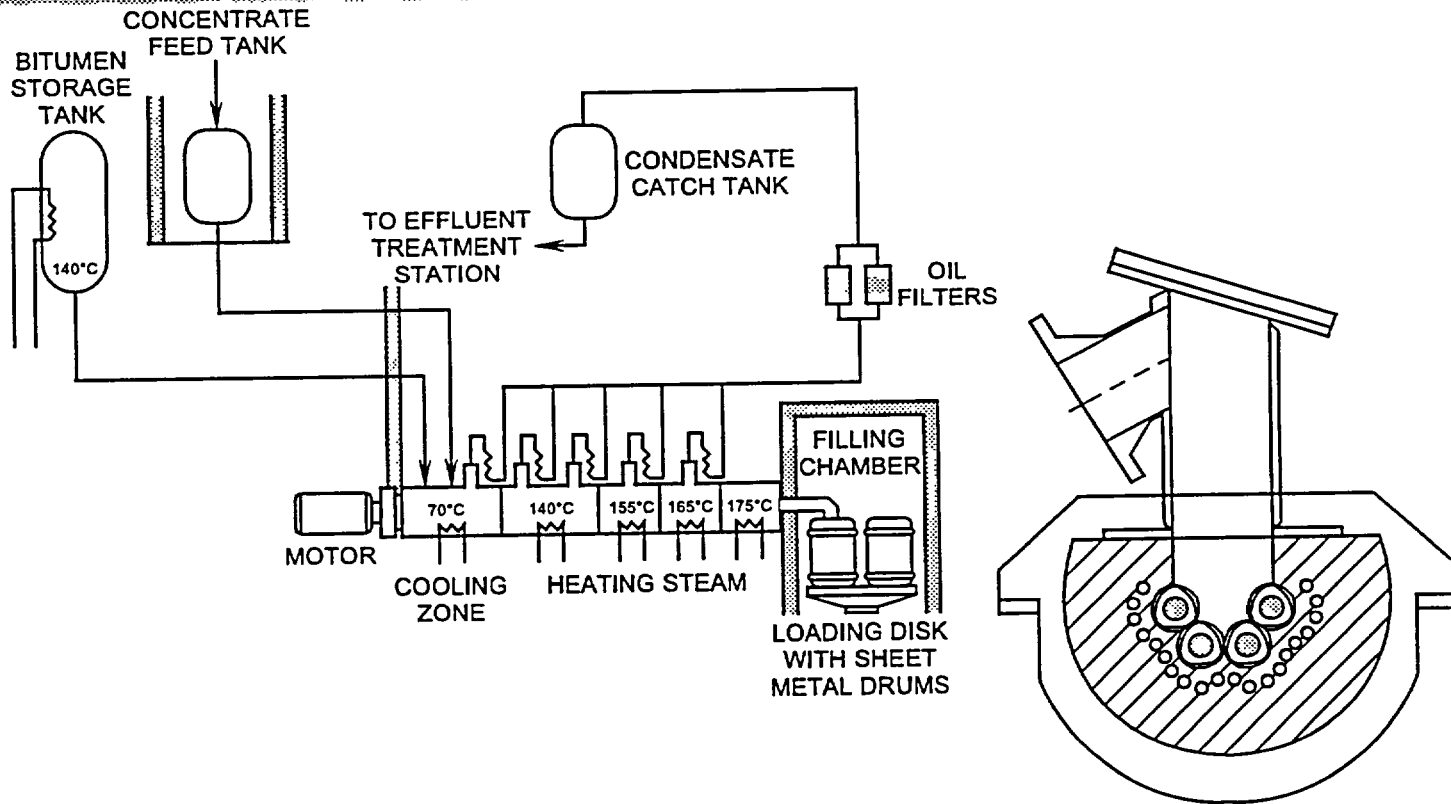 CONCENTRATE
FEED TANK
BITUMEN
STORAGE
TANK
140°C
CONDENSATE
CATCH TANK
TO EFFLUENT
TREATMENT
STATION
OIL
FILTERS
FILLING
CHAMBER
70°C
140°C
155°C
165°C
175°C
MOTOR
COOLING
ZONE
HEATING STEAM
LOADING DISK
WITH SHEET
METAL DRUMS